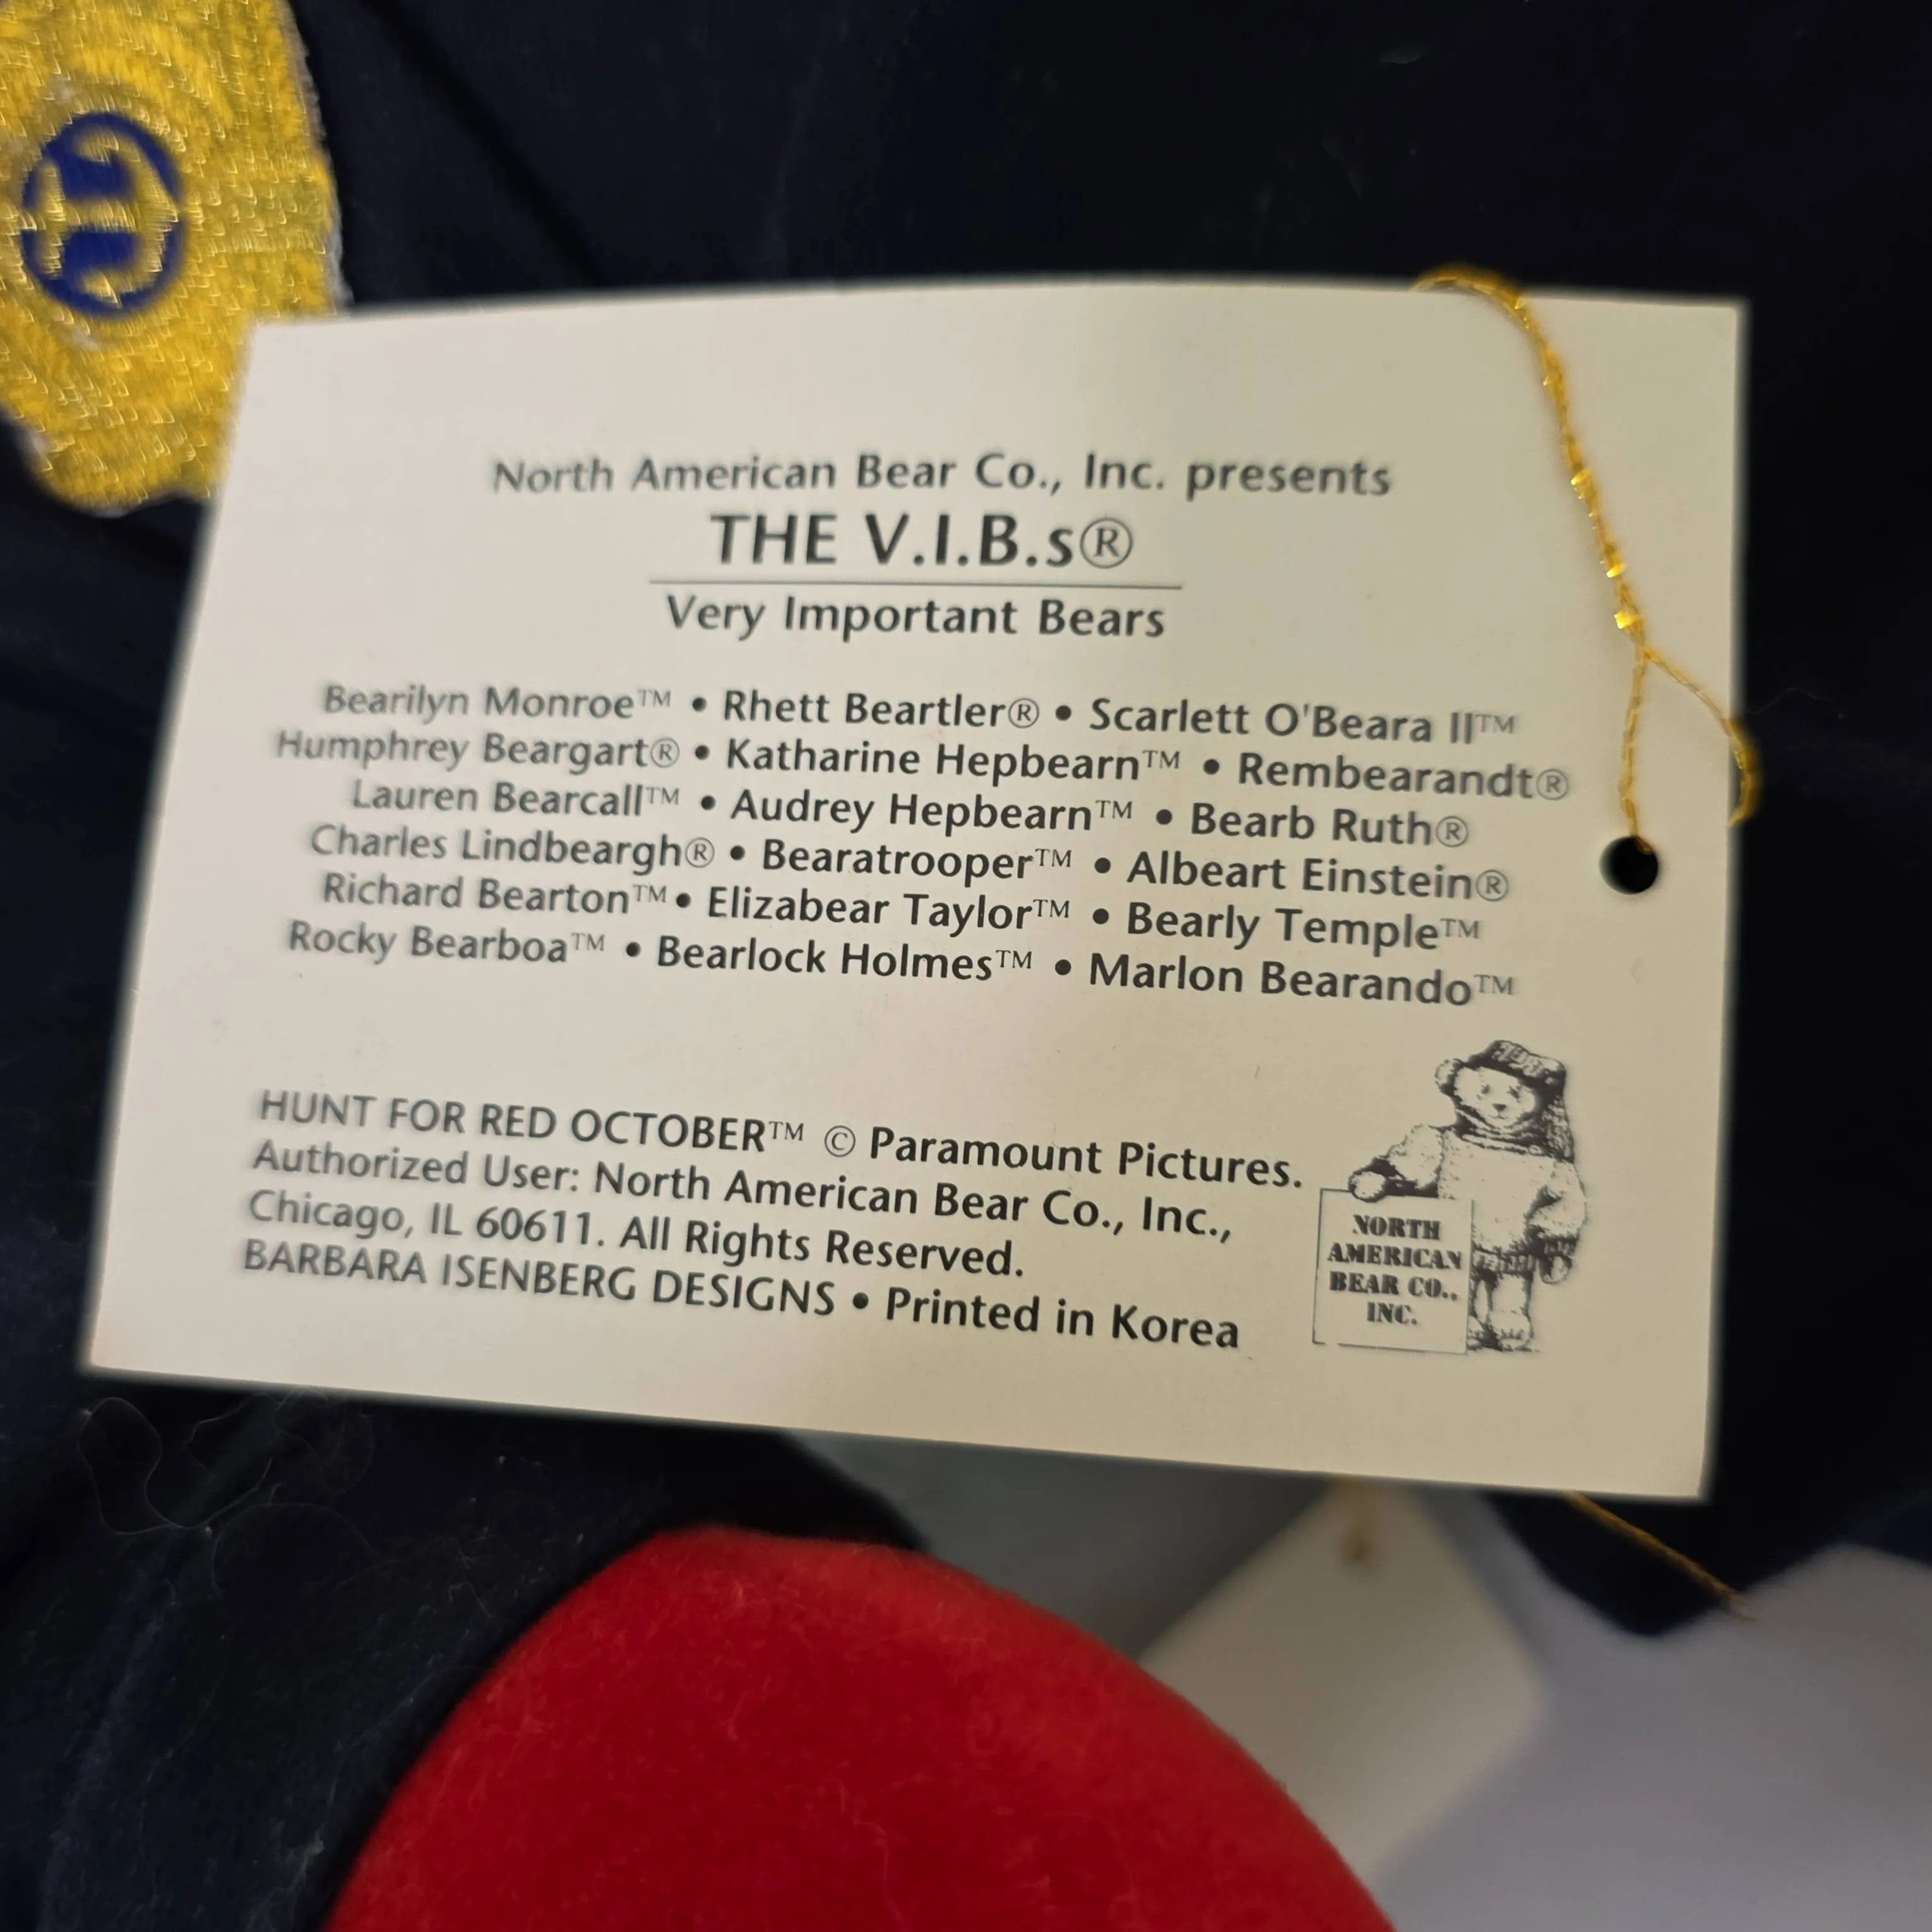 North American Bear Co., Inc. presents
THE V.I.B.s®
Very Important Bears
Bearilyn Monroe™ • Rhett Beartler® • Scarlett O'Beara II™
Humphrey Beargart® • Katharine Hepbearn™ • Rembearandt®
Lauren Bearcall™ • Audrey Hepbearn™ • Bearb Ruth®
Charles Lindbeargh® • Bearatrooper™ • Albeart Einstein®
Richard Bearton™ • Elizabear Taylor™ • Bearly Temple™
Rocky Bearboa™ • Bearlock Holmes™ • Marlon Bearando™
HUNT FOR RED OCTOBER™ © Paramount Pictures.
Authorized User: North American Bear Co., Inc.,
Chicago, IL 60611. All Rights Reserved.
BARBARA ISENBERG DESIGNS • Printed in Korea
NORTH
AMERICAN
BEAR CO.,
INC.